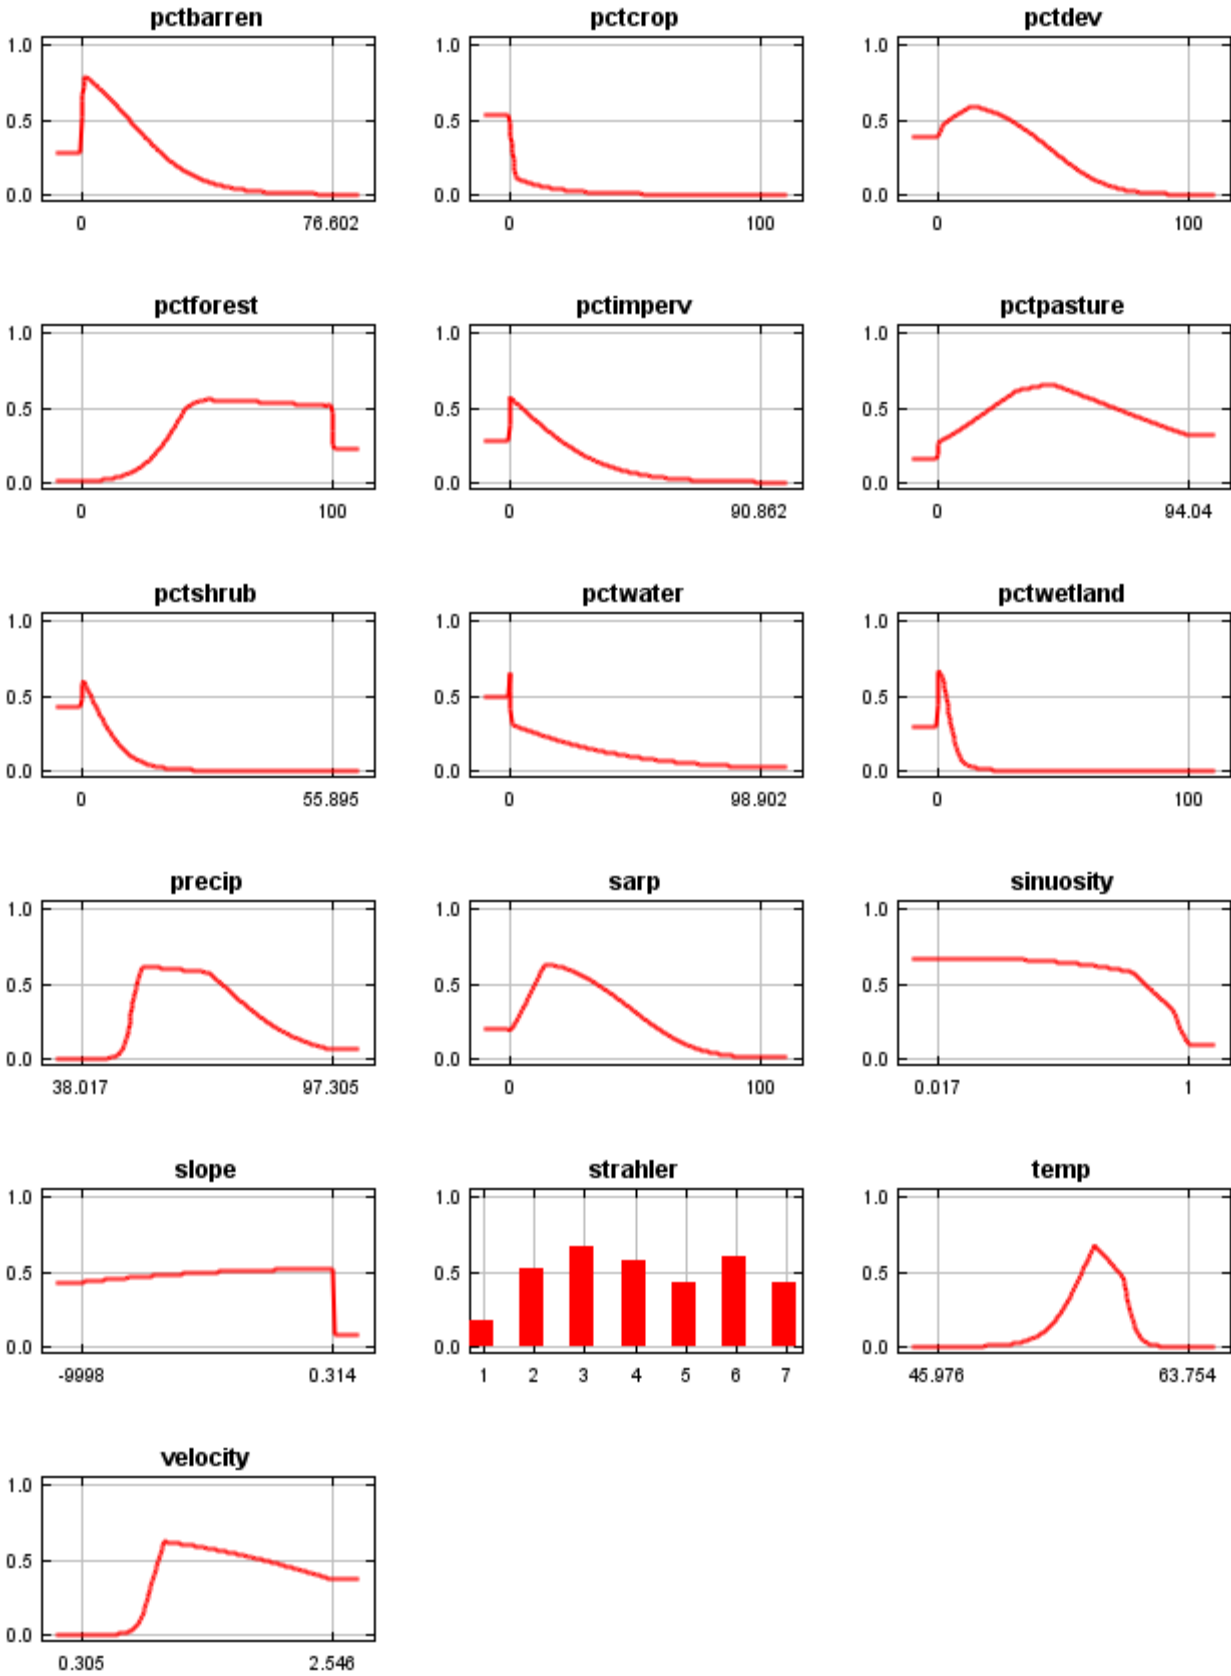 pctbarren pctcrop pctdev
1.0 1.0 1.0
0.5 0.5 0.5
0.0 0.0 0.0
0 76.602 0 100 0 100
pctforest pctimperv pctpasture
1.0 1.0 1.0
0.5 0.5 0.5
0.0 0.0 0.0
0 100 0 90.862 0 94.04
pctshrub pctwater pctwetland
1.0 1.0 1.0
0.5 0.5 0.5
0.0 0.0 0.0
0 55.895 0 98.902 0 100
precip sarp sinuosity
1.0 1.0 1.0
0.5 0.5 0.5
0.0 0.0 0.0
38.017 97.305 0 100 0.017 1
slope strahler temp
1.0 1.0 1.0
0.5 0.5 0.5
0.0 0.0 0.0
-9998 0.314 1 2 3 4 5 6 7 45.976 63.754
velocity
1.0
0.5
0.0
0.305 2.546